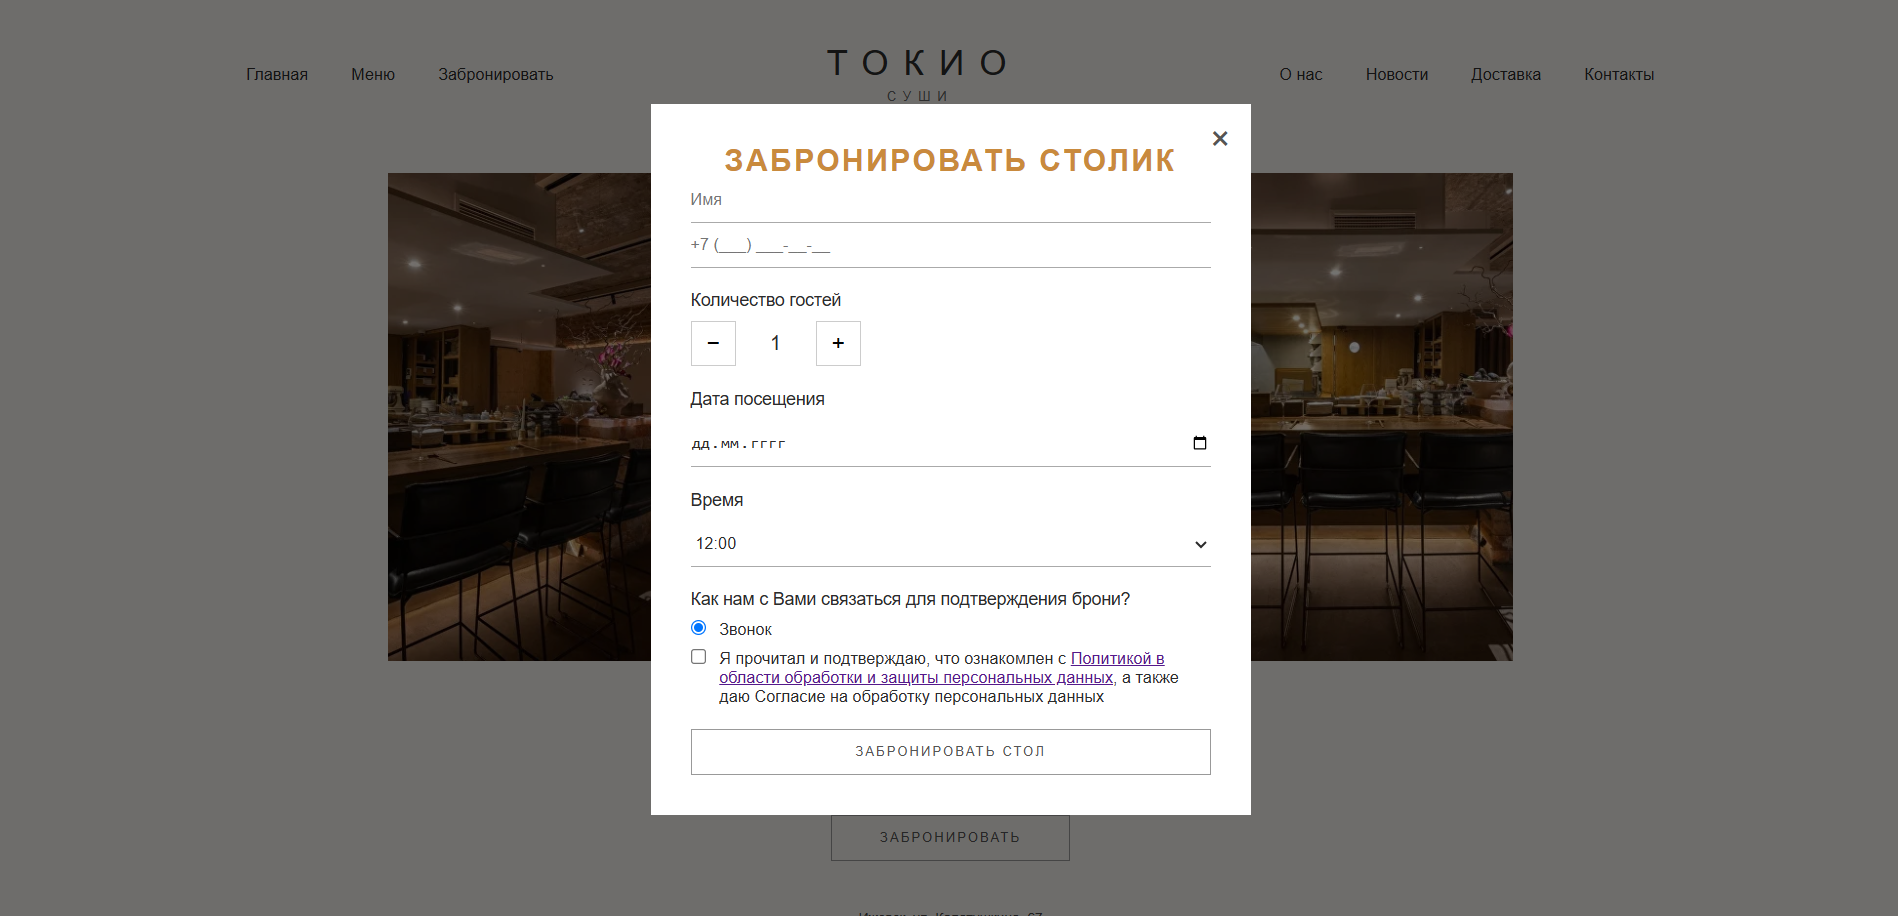 Главная Меню Забронировать
ТОКИО
СУШИ
О нас Новости Доставка Контакты
ЗАБРОНИРОВАТЬ СТОЛИК
Имя
+7 (___) ___-__-__
Количество гостей
− 1 +
Дата посещения
дд.мм.гггг
Время
12:00
Как нам с Вами связаться для подтверждения брони?
Звонок
Я прочитал и подтверждаю, что ознакомлен с Политикой в
области обработки и защиты персональных данных, а также
даю Согласие на обработку персональных данных
ЗАБРОНИРОВАТЬ СТОЛ
ЗАБРОНИРОВАТЬ